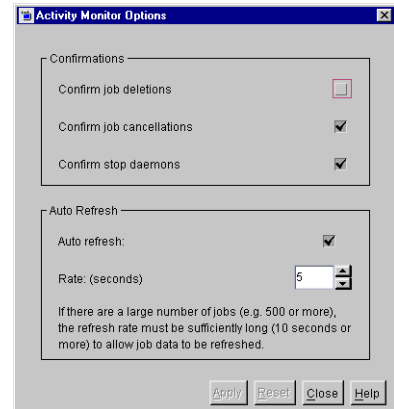 Activity Monitor Options
Confirmations
Confirm job deletions
Confirm job cancellations
Confirm stop daemons
Auto Refresh
Auto refresh:
Rate: (seconds) 5
If there are a large number of jobs (e.g. 500 or more),
the refresh rate must be sufficiently long (10 seconds or
more) to allow job data to be refreshed.
Apply Reset Close Help